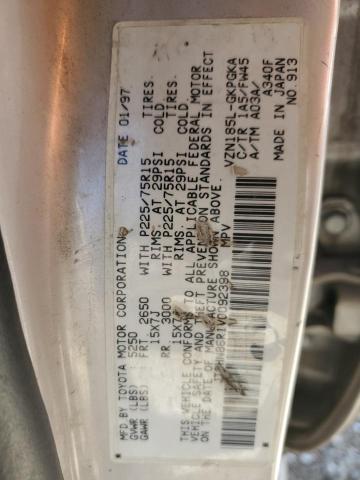 MFD BY TOYOTA MOTOR CORPORATION. DATE 01/97
GVWR (LBS) : 5250
GAWR (LBS)
FRT 2650 WITH P225/75R15 TIRES.
15X7J RIMS. AT 29PSI COLD
RR. 3000 WITH P225/75R15 TIRES.
15X7J RIMS. AT 29PSI COLD
THIS VEHICLE CONFORMS TO ALL APPLICABLE FEDERAL MOTOR
VEHICLE SAFETY AND THEFT PREVENTION STANDARDS IN EFFECT
ON THE DATE OF MANUFACTURE SHOWN ABOVE.
MPV
VZN185L-GKPGKA
C/TR 1A5/FW45
A/TM A03A/ A340F
MADE IN JAPAN
NO.913